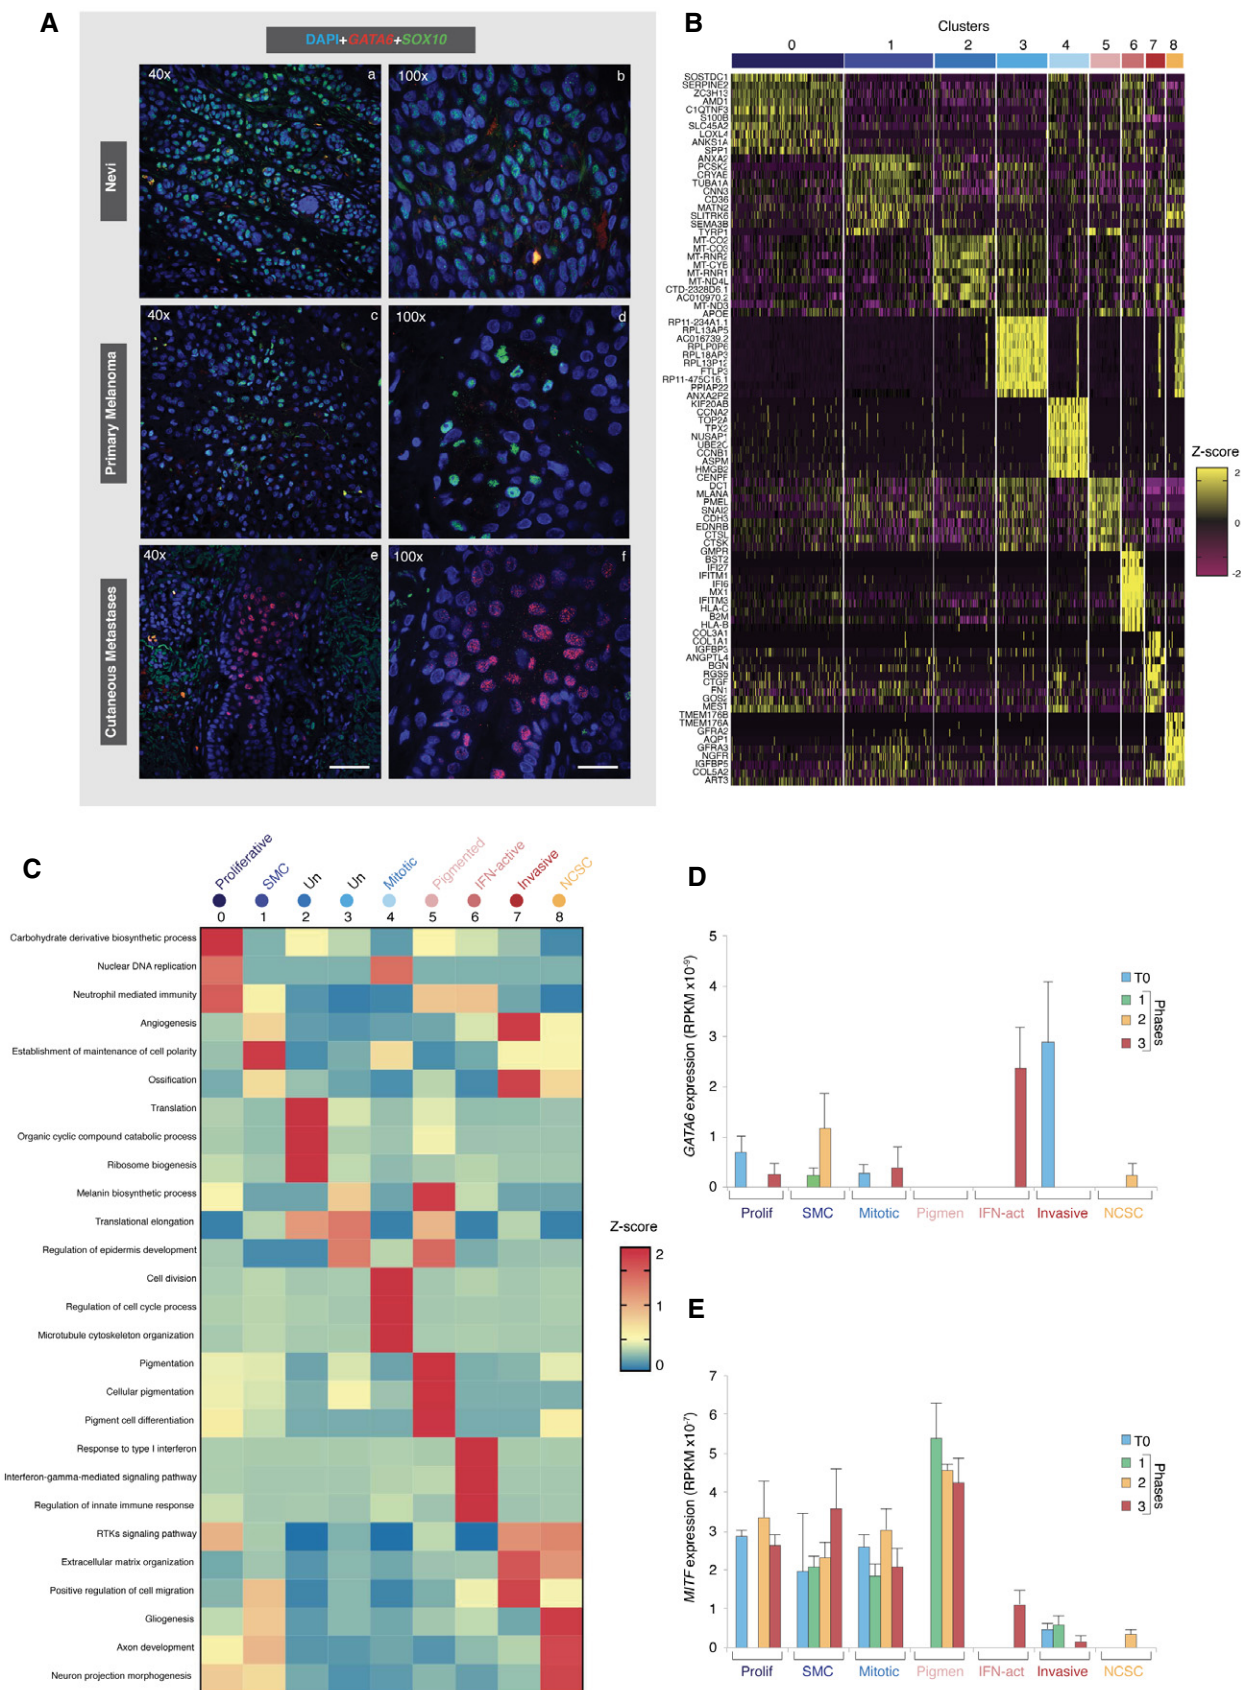 A
DAPI+GATA6+SOX10
Nevi
40x
a
100x
b
Primary Melanoma
40x
c
100x
d
Cutaneous Metastases
40x
e
100x
f
B
Clusters
0 1 2 3 4 5 6 7 8
SOSTDC1
SERPINE2
ZC3H13
AMD1
C1QTNF3
S100B
SLC45A2
LOXL4
ANKS1A
SPP1
ANXA2
PCSK2
CRYAE
TUBA1A
CNN3
CD36
MATN2
SLITRK6
SEMA3B
TYRP1
MT-CO2
MT-CO3
MT-RNR2
MT-CYB
MT-RNR1
MT-ND4L
CTD-2328D6.1
AC010970.2
MT-ND3
APOE
RP11-234A1.1
RPL13AP5
AC016739.2
RPLP0P6
RPL18AP3
RPL13P12
FTLP3
RP11-475C16.1
PPIAP22
ANXA2P2
KIF20AB
CCNA2
TOP2A
TPX2
NUSAP1
UBE2C
CCNB1
ASPM
HMGB2
CENPF
DCT
MLANA
PMEL
SNAI2
CDH3
EDNRB
CTSL
CTSK
GMPR
BST2
IFI27
IFITM1
IFI6
MX1
IFITM3
HLA-C
B2M
HLA-B
COL3A1
COL1A1
IGFBP3
ANGPTL4
BGN
RGS5
CTGF
FN1
GOS2
MEST
TMEM176B
TMEM176A
GFRA2
AQP1
GFRA3
NGFR
IGFBP5
COL5A2
ART3
Z-score
2
0
-2
C
Proliferative SMC Un Un Mitotic Pigmented IFN-active Invasive NCSC
0 1 2 3 4 5 6 7 8
Carbohydrate derivative biosynthetic process
Nuclear DNA replication
Neutrophil mediated immunity
Angiogenesis
Establishment of maintenance of cell polarity
Ossification
Translation
Organic cyclic compound catabolic process
Ribosome biogenesis
Melanin biosynthetic process
Translational elongation
Regulation of epidermis development
Cell division
Regulation of cell cycle process
Microtubule cytoskeleton organization
Pigmentation
Cellular pigmentation
Pigment cell differentiation
Response to type I interferon
Interferon-gamma-mediated signaling pathway
Regulation of innate immune response
RTKs signaling pathway
Extracellular matrix organization
Positive regulation of cell migration
Gliogenesis
Axon development
Neuron projection morphogenesis
Z-score
2
1
0
D
GATA6 expression (RPKM x10-9)
5
4
3
2
1
0
Prolif SMC Mitotic Pigmen IFN-act Invasive NCSC
T0
1
2
3
Phases
E
MITF expression (RPKM x10-7)
7
6
5
4
3
2
1
0
Prolif SMC Mitotic Pigmen IFN-act Invasive NCSC
T0
1
2
3
Phases